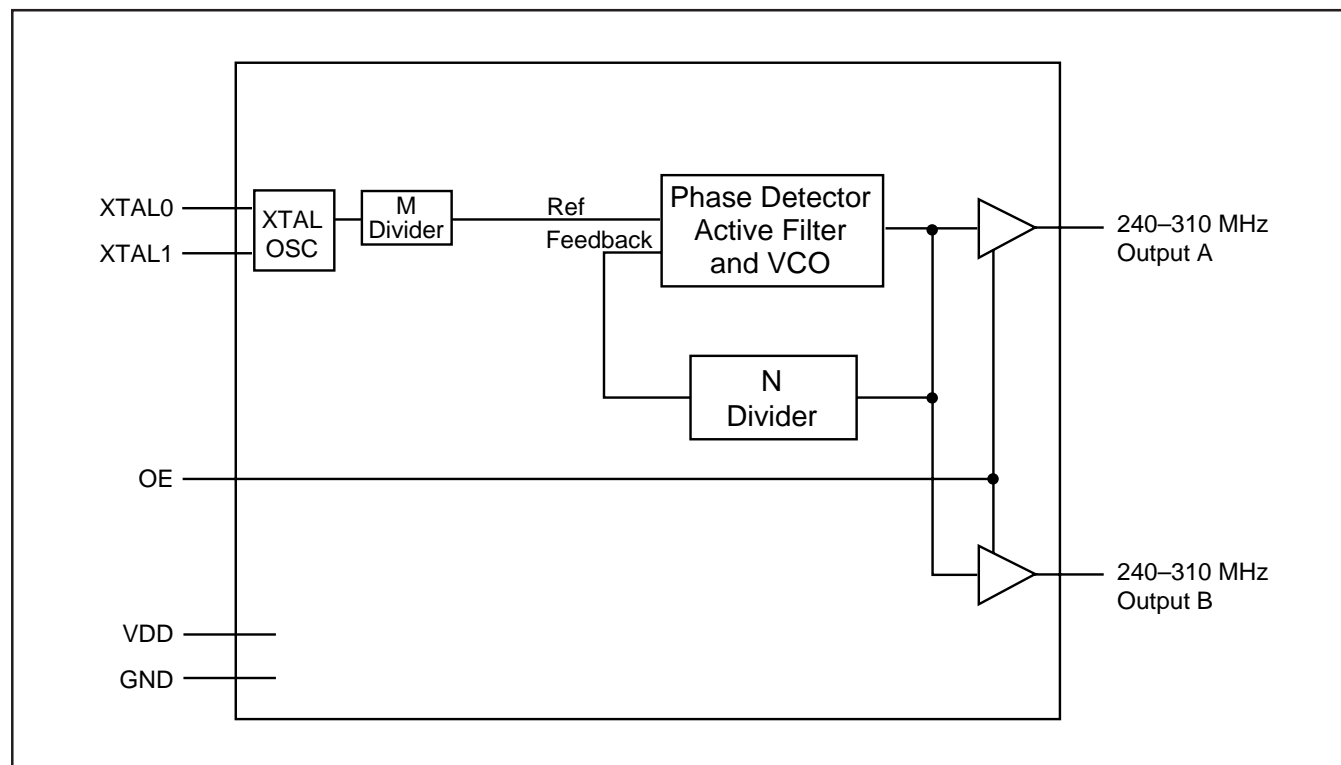 XTAL0
XTAL1
XTAL
OSC
M
Divider
Ref
Feedback
Phase Detector
Active Filter
and VCO
240–310 MHz
Output A
N
Divider
OE
240–310 MHz
Output B
VDD
GND